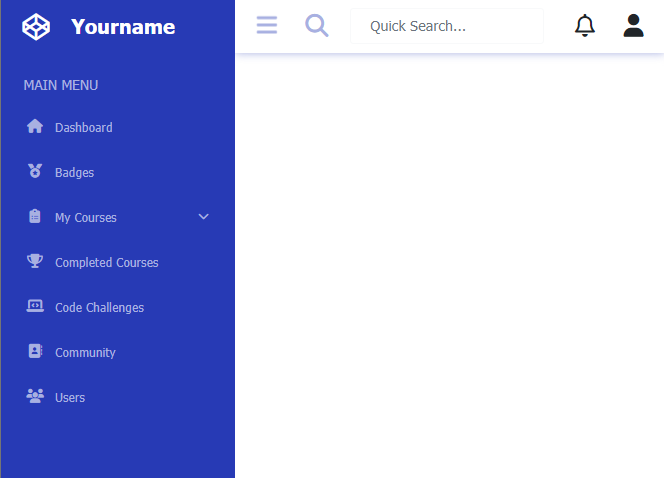 Yourname
Quick Search...
MAIN MENU
Dashboard
Badges
My Courses
Completed Courses
Code Challenges
Community
Users